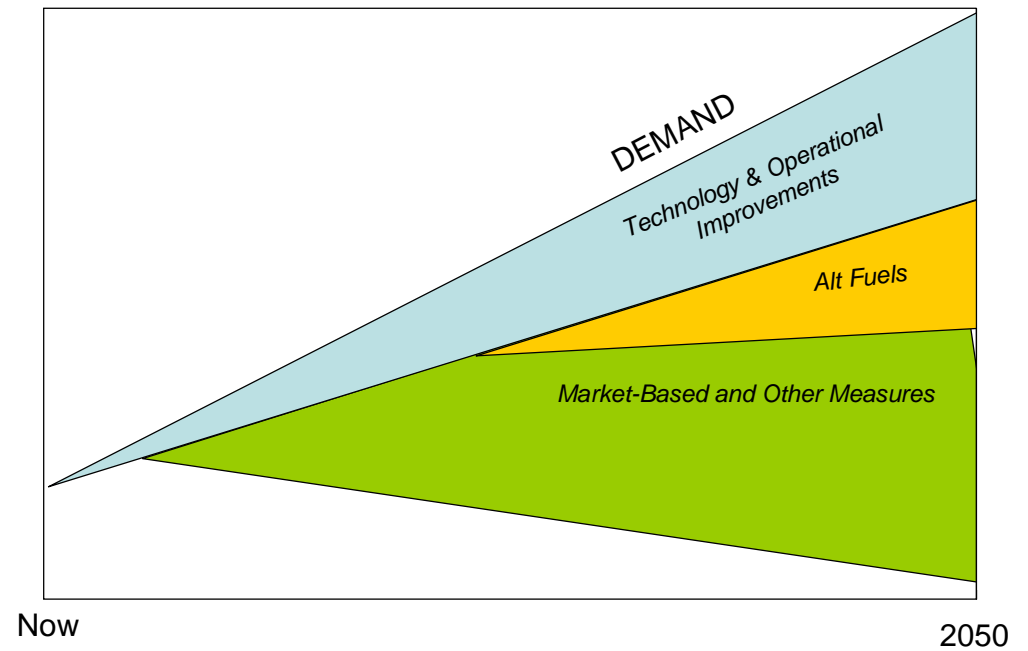 DEMAND
Technology & Operational
Improvements
Alt Fuels
Market-Based and Other Measures
Now
2050